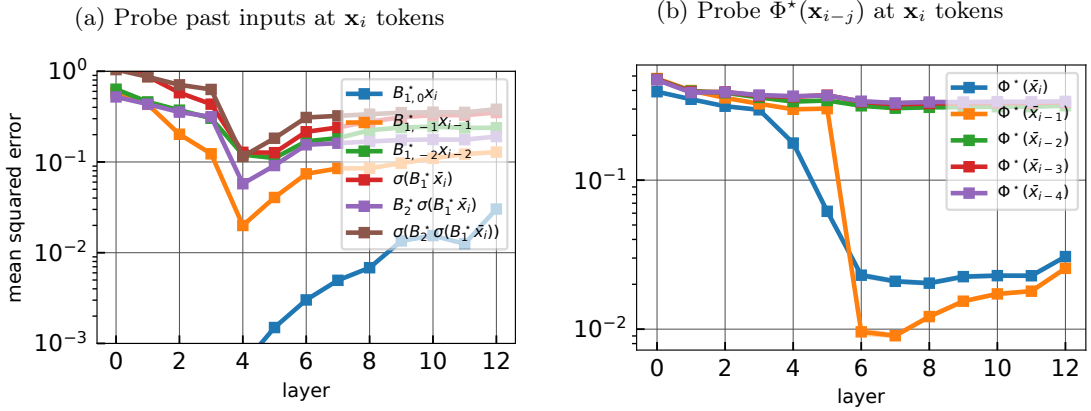 (a) Probe past inputs at 𝐱ᵢ tokens
10⁰
10⁻¹
10⁻²
10⁻³
mean squared error
0 2 4 6 8 10 12
layer
B⋆₁,₀xᵢ
B⋆₁,₋₁xᵢ₋₁
B⋆₁,₋₂xᵢ₋₂
σ(B⋆₁x̄ᵢ)
B⋆₂σ(B⋆₁x̄ᵢ)
σ(B⋆₂σ(B⋆₁x̄ᵢ))
(b) Probe Φ⋆(𝐱ᵢ₋ⱼ) at 𝐱ᵢ tokens
10⁻¹
10⁻²
0 2 4 6 8 10 12
layer
Φ⋆(x̄ᵢ)
Φ⋆(x̄ᵢ₋₁)
Φ⋆(x̄ᵢ₋₂)
Φ⋆(x̄ᵢ₋₃)
Φ⋆(x̄ᵢ₋₄)